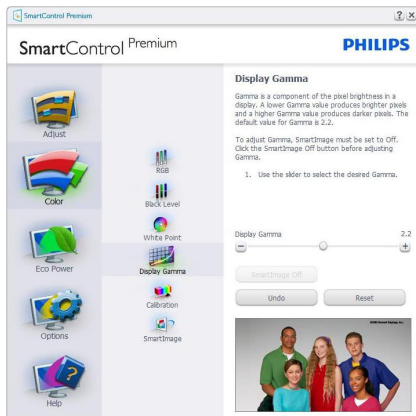 SmartControl Premium
SmartControl Premium
PHILIPS
Adjust
Color
Eco Power
Options
Help
RGB
Black Level
White Point
Display Gamma
Calibration
SmartImage
Display Gamma
Gamma is a component of the pixel brightness in a
display. A lower Gamma value produces brighter pixels
and a higher Gamma value produces darker pixels. The
default value for Gamma is 2.2.
To adjust Gamma, SmartImage must be set to Off.
Click the SmartImage Off button before adjusting
Gamma.
1. Use the slider to select the desired Gamma.
Display Gamma 2.2
SmartImage Off
Undo Reset